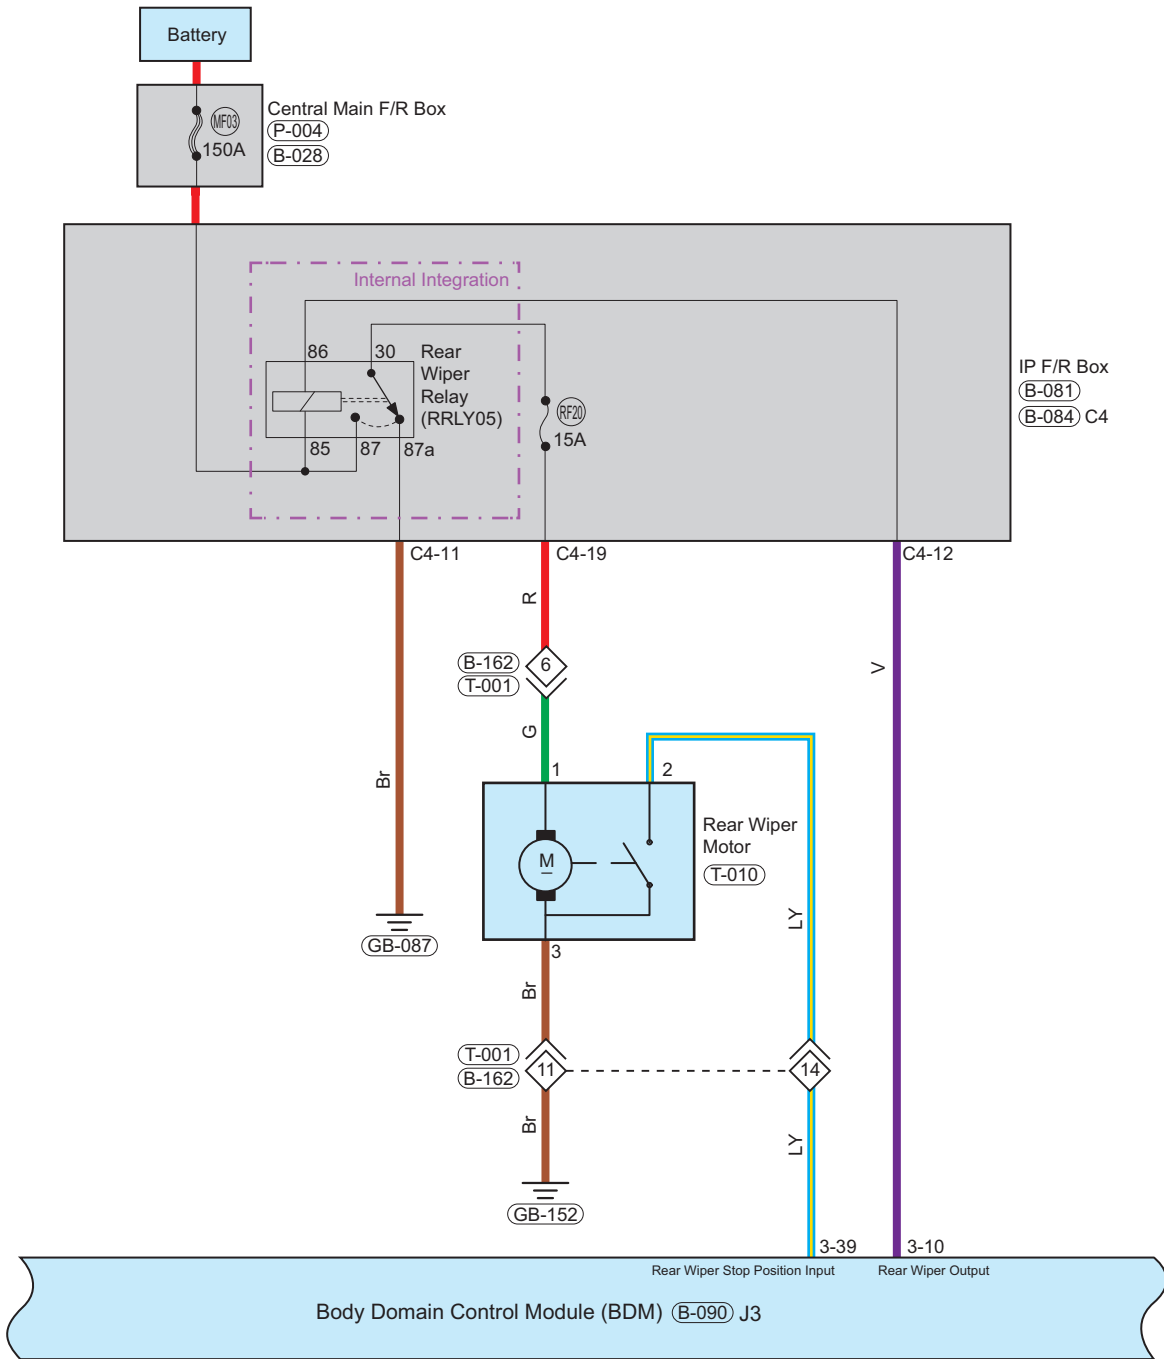 Battery
MF03
150A
Central Main F/R Box
P-004
B-028
Internal Integration
86
30
Rear
Wiper
Relay
(RRLY05)
85
87
87a
RF20
15A
IP F/R Box
B-081
B-084 C4
C4-11
C4-19
C4-12
R
B-162
T-001
6
V
G
Br
1
2
M
Rear Wiper
Motor
T-010
GB-087
LY
3
Br
T-001
B-162
11
14
Br
LY
GB-152
3-39
3-10
Rear Wiper Stop Position Input
Rear Wiper Output
Body Domain Control Module (BDM) B-090 J3